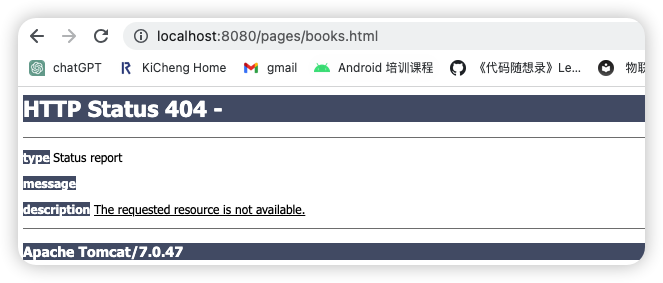 localhost:8080/pages/books.html
chatGPT KiCheng Home gmail Android 培训课程 《代码随想录》Le... 物联
HTTP Status 404 -
type Status report
message
description The requested resource is not available.
Apache Tomcat/7.0.47